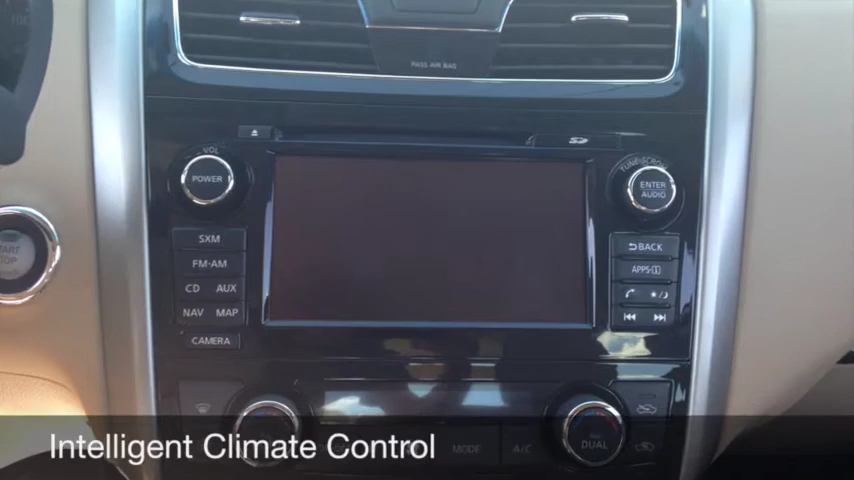 PASS AIR BAG
VOL
POWER
TUNE·SCROLL
ENTER
AUDIO
SXM
FM·AM
CD AUX
NAV MAP
CAMERA
BACK
APPS·i
START
STOP
MODE
A/C
DUAL
Intelligent Climate Control